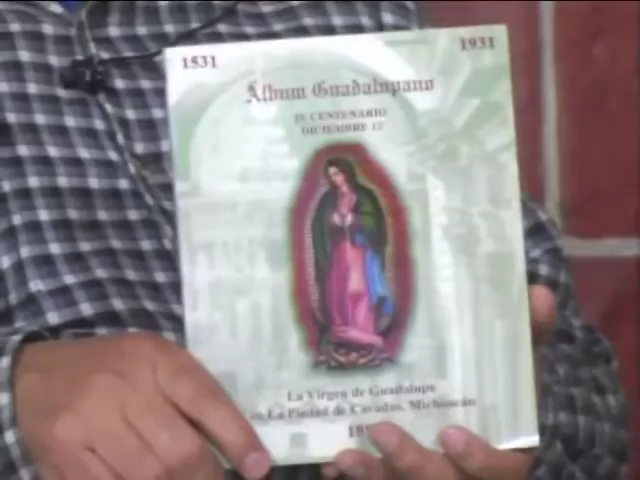 1531 1931
Álbum Guadalupano
IV CENTENARIO
DICIEMBRE 12
La Virgen de Guadalupe
en La Piedad de Cavadas, Michoacán